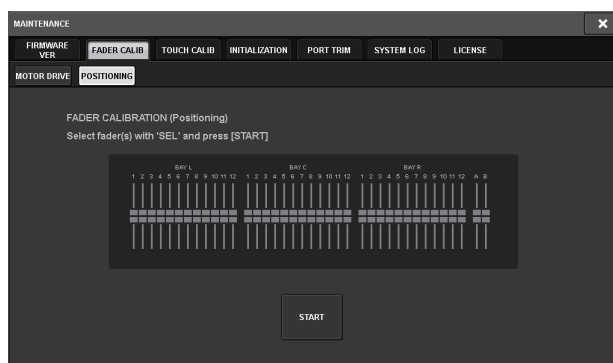 MAINTENANCE
FIRMWARE VER
FADER CALIB
TOUCH CALIB
INITIALIZATION
PORT TRIM
SYSTEM LOG
LICENSE
MOTOR DRIVE
POSITIONING
FADER CALIBRATION (Positioning)
Select fader(s) with 'SEL' and press [START]
BAY L BAY C BAY R
1 2 3 4 5 6 7 8 9 10 11 12 1 2 3 4 5 6 7 8 9 10 11 12 1 2 3 4 5 6 7 8 9 10 11 12 A B
START